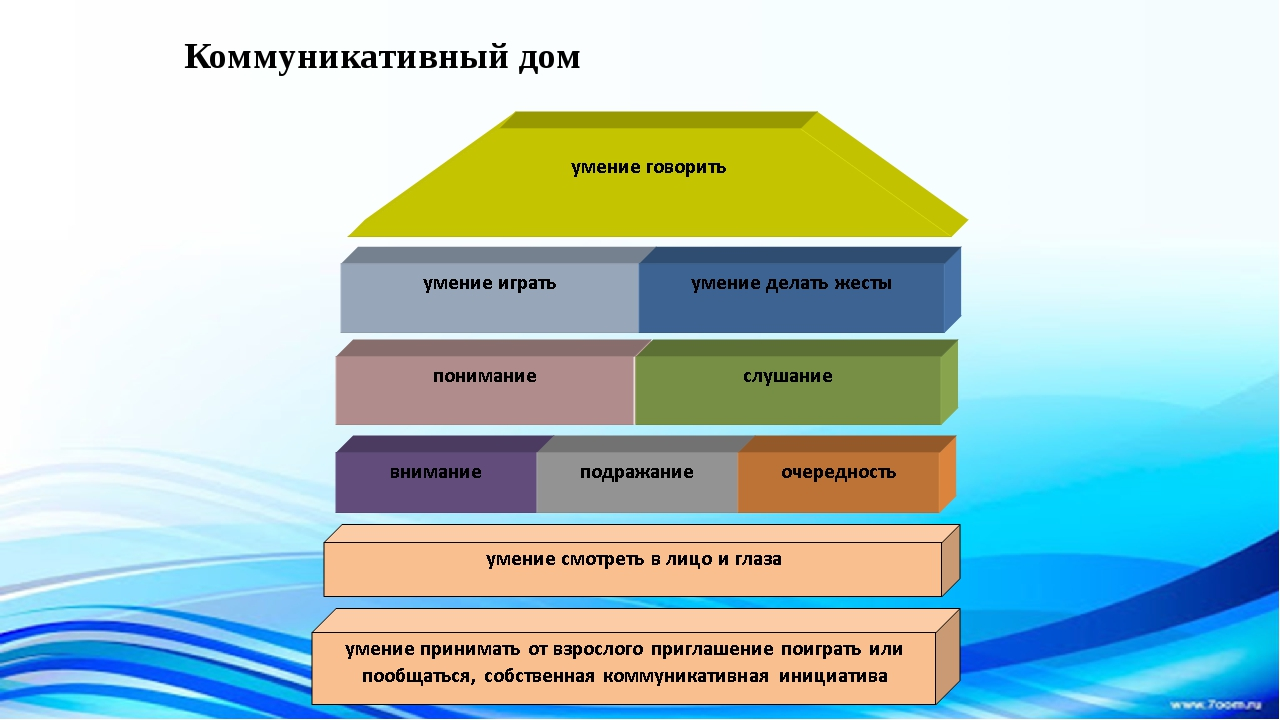 Коммуникативный дом
умение говорить
умение играть
умение делать жесты
понимание
слушание
внимание
подражание
очередность
умение смотреть в лицо и глаза
умение принимать от взрослого приглашение поиграть или
пообщаться, собственная коммуникативная инициатива
www.7oom.ru